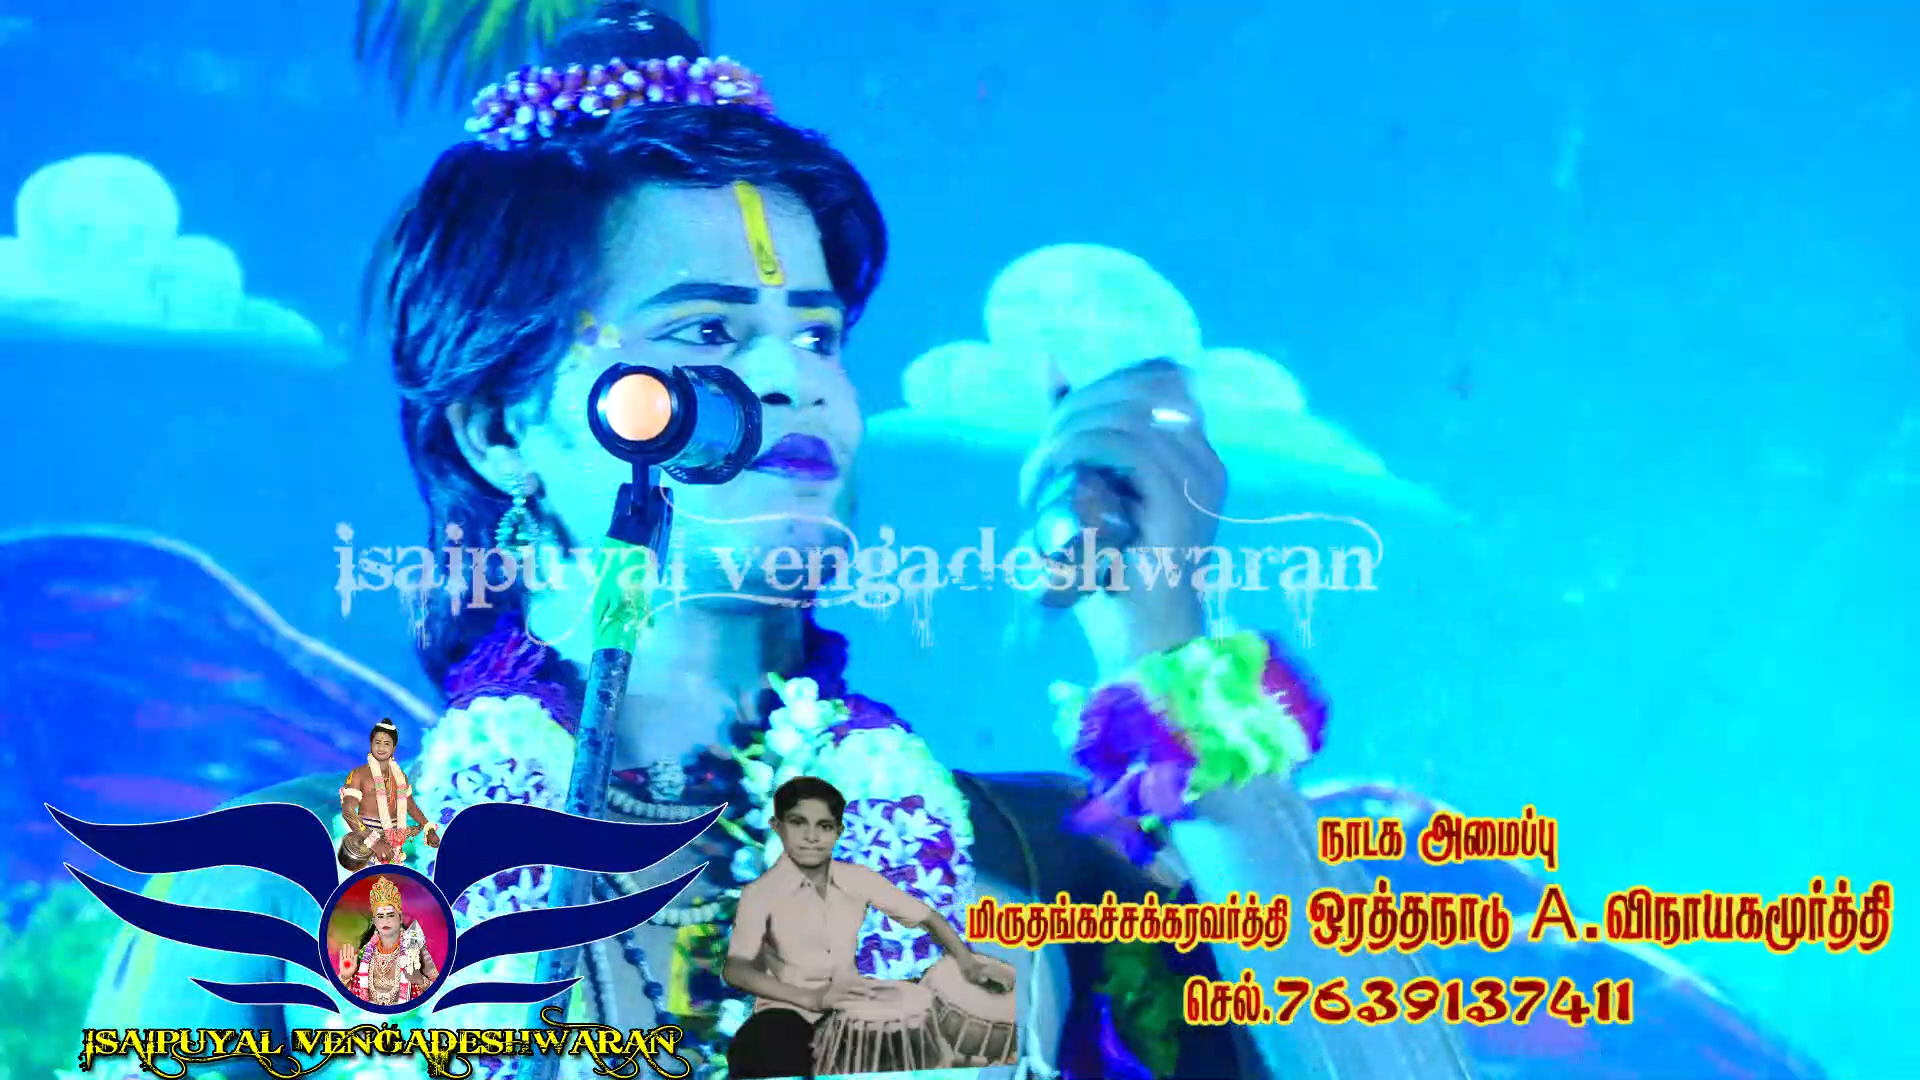 isaipuyal vengadeshwaran
நாடக அமைப்பு
மிருதங்கச்சக்கரவர்த்தி ஒரத்தநாடு A.விநாயகமூர்த்தி
செல்.7639137411
ISAIPUYAL VENGADESHWARAN